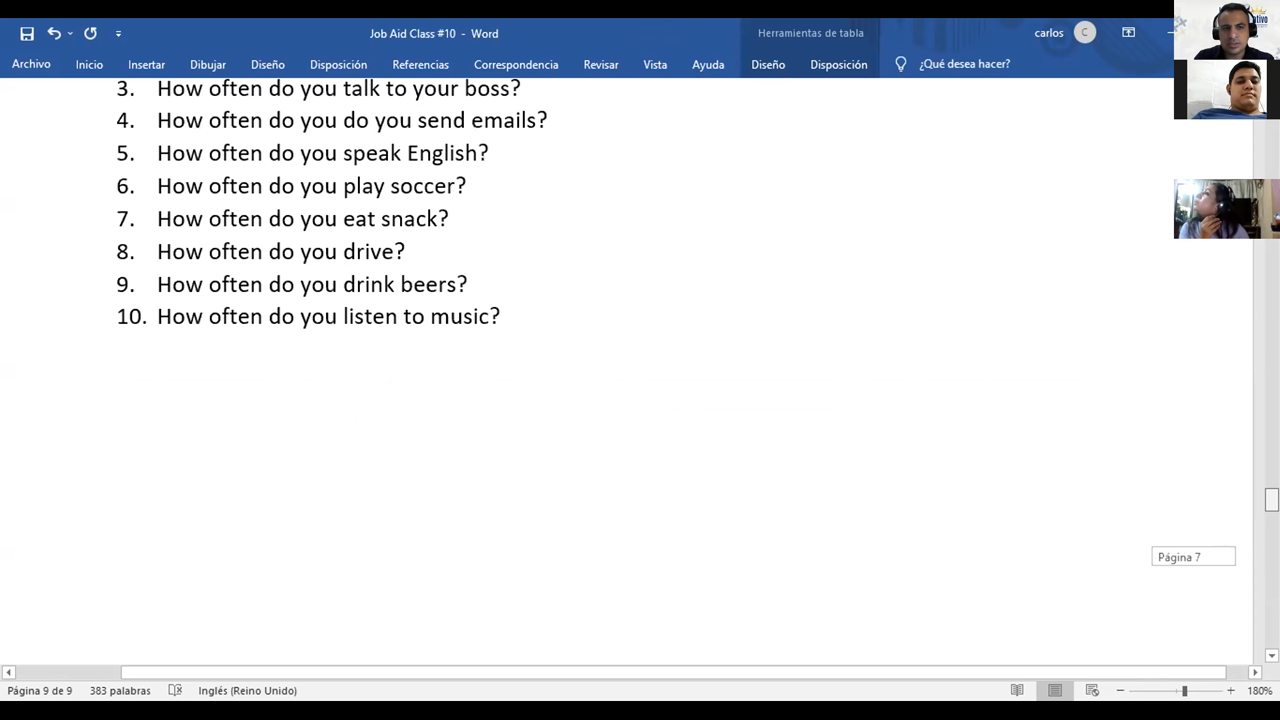 Job Aid Class #10 - Word
Herramientas de tabla
carlos
C
tivo
Archivo
Inicio
Insertar
Dibujar
Diseño
Disposición
Referencias
Correspondencia
Revisar
Vista
Ayuda
Diseño
Disposición
¿Qué desea hacer?
3. How often do you talk to your boss?
4. How often do you do you send emails?
5. How often do you speak English?
6. How often do you play soccer?
7. How often do you eat snack?
8. How often do you drive?
9. How often do you drink beers?
10. How often do you listen to music?
Página 7
Página 9 de 9
383 palabras
Inglés (Reino Unido)
180%